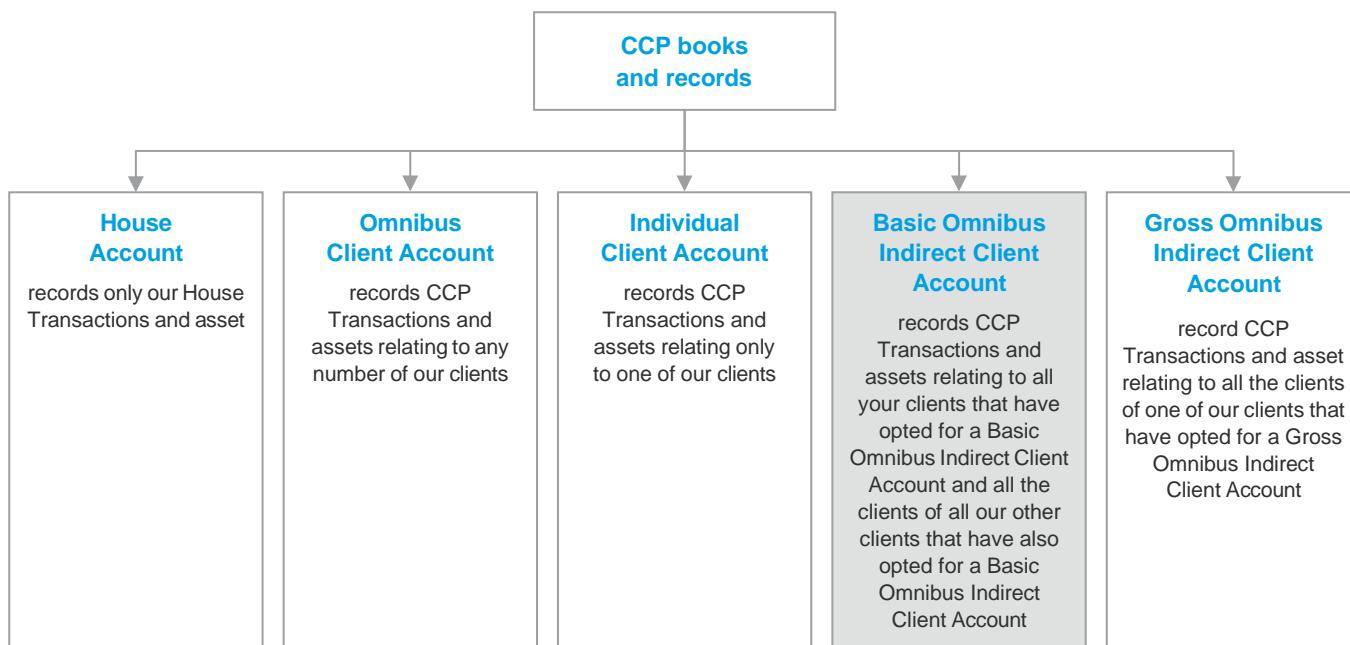 CCP books
and records
House
Account
records only our House
Transactions and asset
Omnibus
Client Account
records CCP
Transactions and
assets relating to any
number of our clients
Individual
Client Account
records CCP
Transactions and
assets relating only
to one of our clients
Basic Omnibus
Indirect Client
Account
records CCP
Transactions and
assets relating to all
your clients that have
opted for a Basic
Omnibus Indirect Client
Account and all the
clients of all our other
clients that have also
opted for a Basic
Omnibus Indirect
Client Account
Gross Omnibus
Indirect Client
Account
record CCP
Transactions and asset
relating to all the clients
of one of our clients that
have opted for a Gross
Omnibus Indirect
Client Account